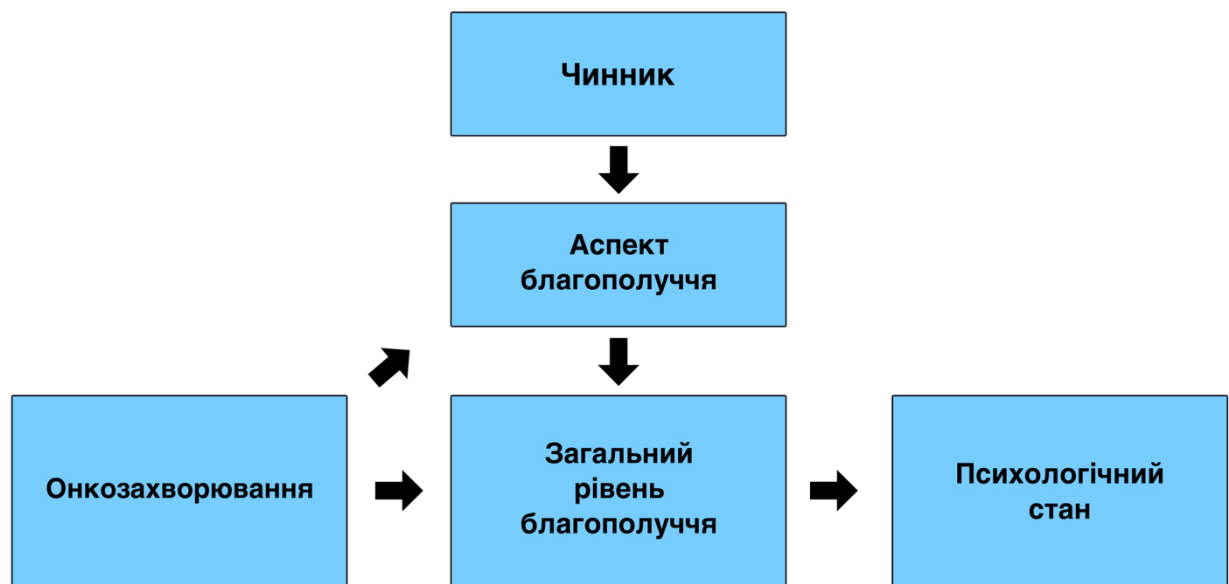 Чинник
Аспект
благополуччя
Онкозахворювання
Загальний
рівень
благополуччя
Психологічний
стан